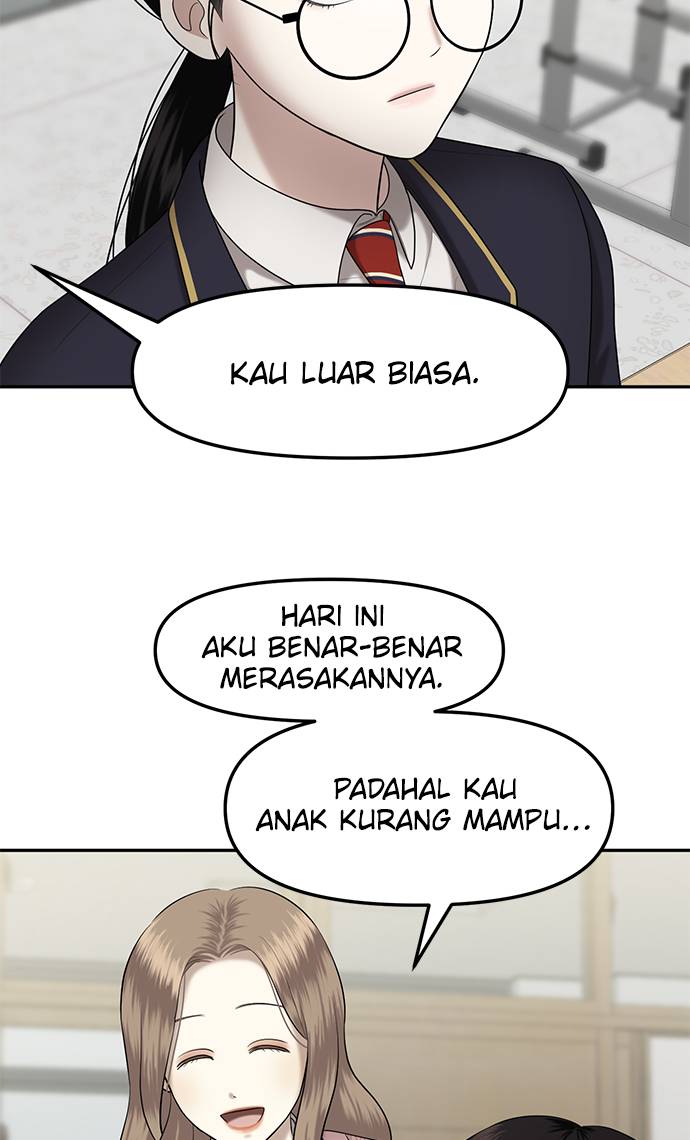 KAU LUAR BIASA.
HARI INI
AKU BENAR-BENAR
MERASAKANNYA.
PADAHAL KAU
ANAK KURANG MAMPU...